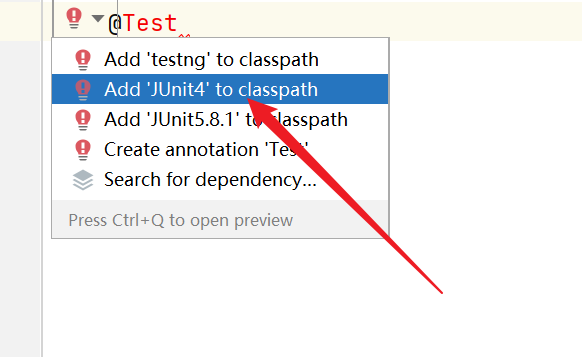 @Test
Add 'testng' to classpath
Add 'JUnit4' to classpath
Add 'JUnit5.8.1' to classpath
Create annotation 'Test'
Search for dependency...
Press Ctrl+Q to open preview